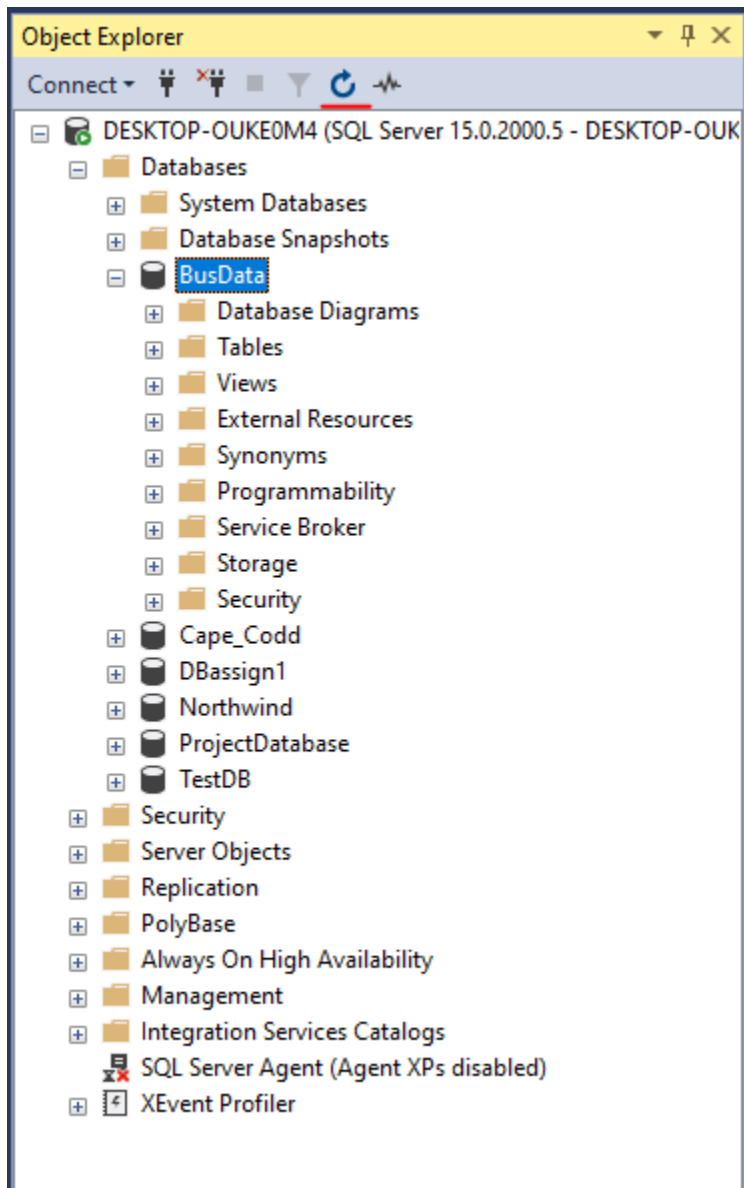 Object Explorer
Connect
DESKTOP-OUKE0M4 (SQL Server 15.0.2000.5 - DESKTOP-OUK
Databases
System Databases
Database Snapshots
BusData
Database Diagrams
Tables
Views
External Resources
Synonyms
Programmability
Service Broker
Storage
Security
Cape_Codd
DBassign1
Northwind
ProjectDatabase
TestDB
Security
Server Objects
Replication
PolyBase
Always On High Availability
Management
Integration Services Catalogs
SQL Server Agent (Agent XPs disabled)
XEvent Profiler